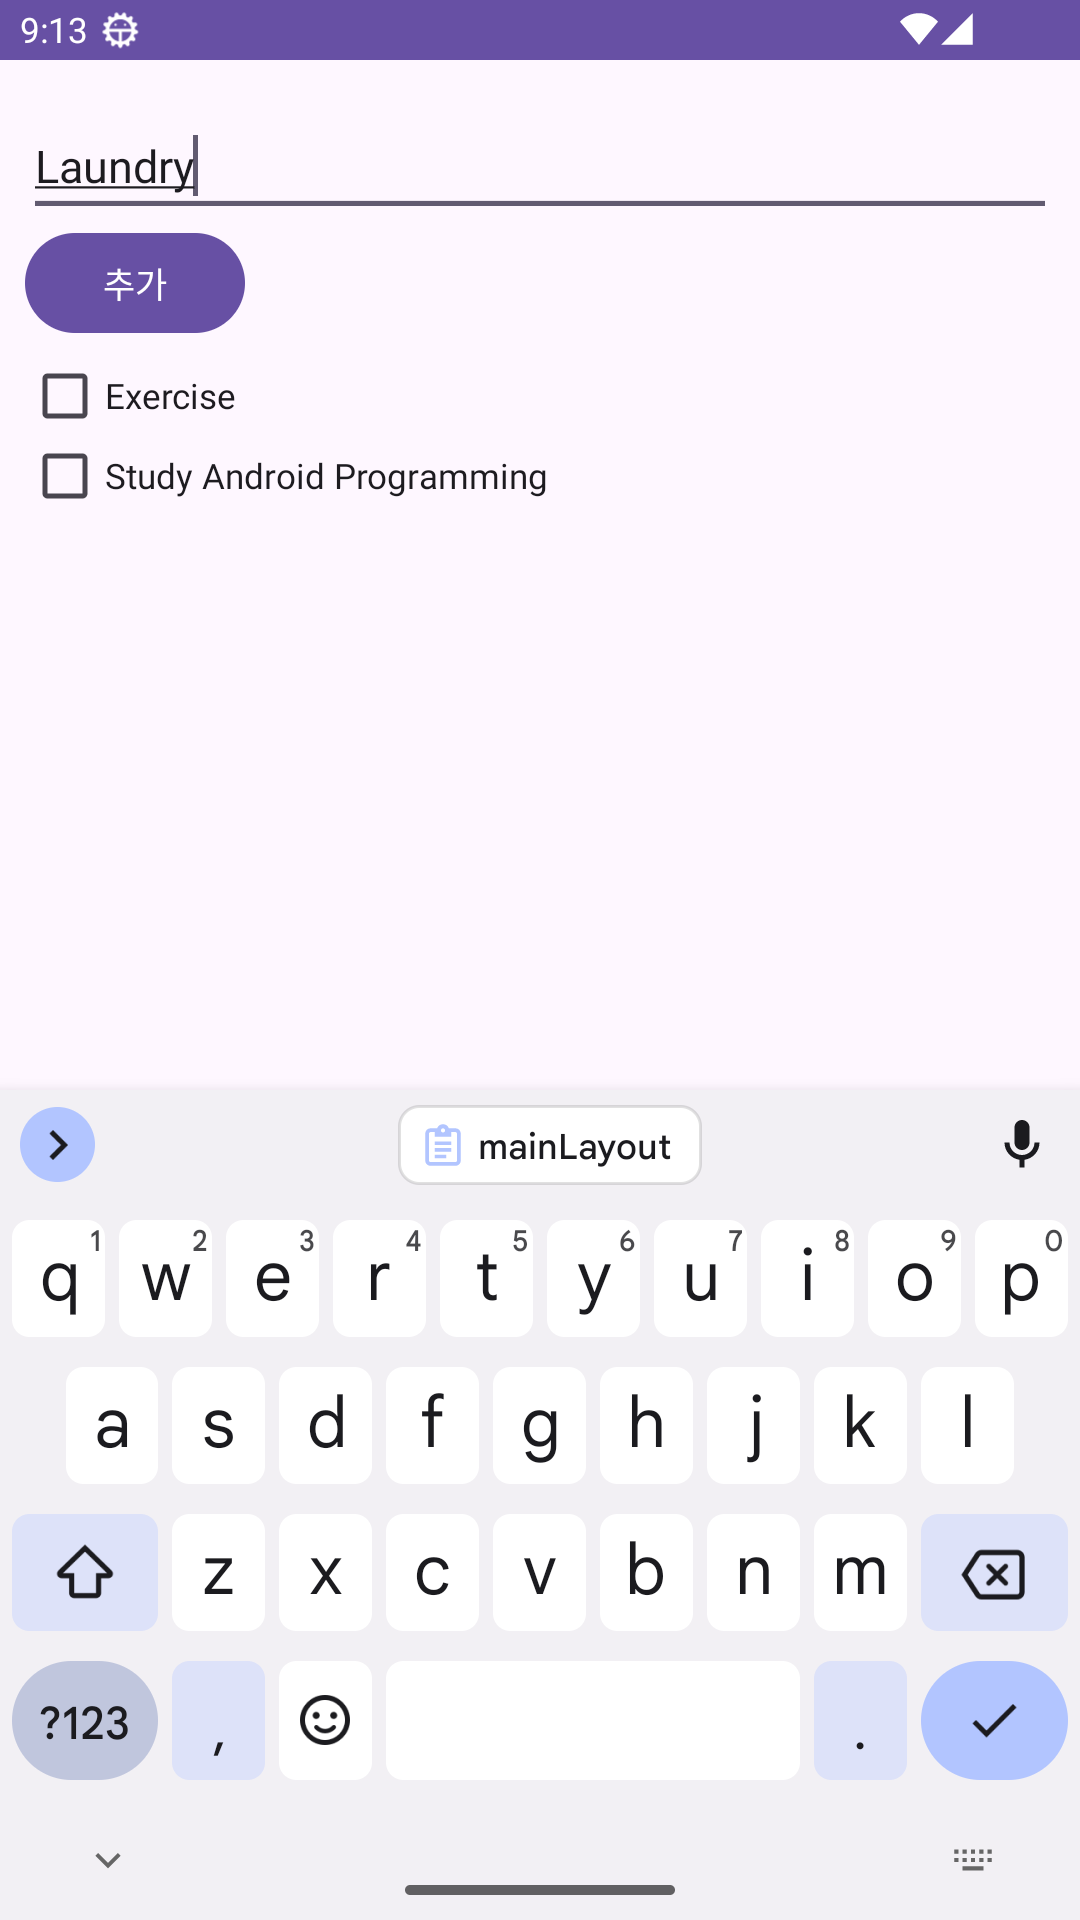 9:13
Laundry
추가
Exercise
Study Android Programming
mainLayout
q 1 w 2 e 3 r 4 t 5 y 6 u 7 i 8 o 9 p 0
a s d f g h j k l
z x c v b n m
?123 , .